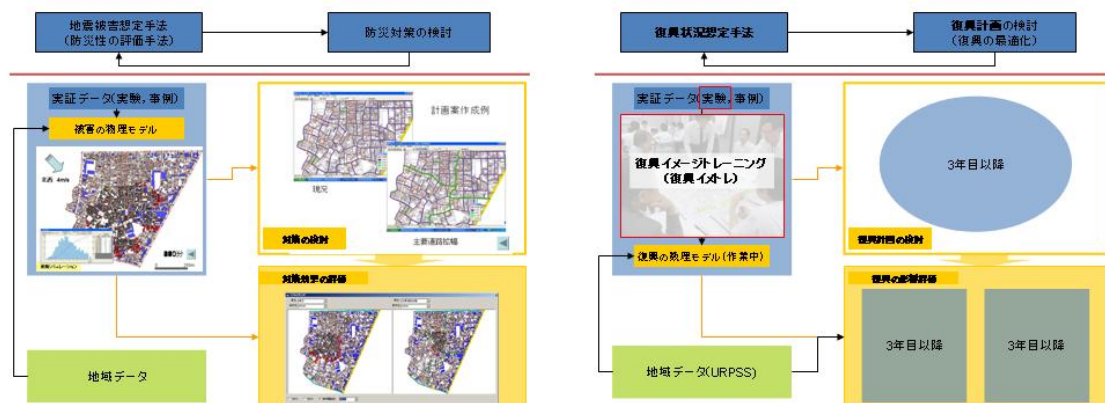 地震被害想定手法
(防災性の評価手法)
防災対策の検討
実証データ(実験,事例)
被害の物理モデル
北西 4m/s
計画案作成例
現況
主要道路拡幅
対策の検討
対策効果の評価
地域データ
復興状況想定手法
復興計画の検討
(復興の最適化)
実証データ(実験,事例)
復興イメージトレーニング
(復興イメトレ)
復興の数理モデル(作業中)
3年目以降
復興計画の検討
復興の影響評価
3年目以降
3年目以降
地域データ(URPSS)